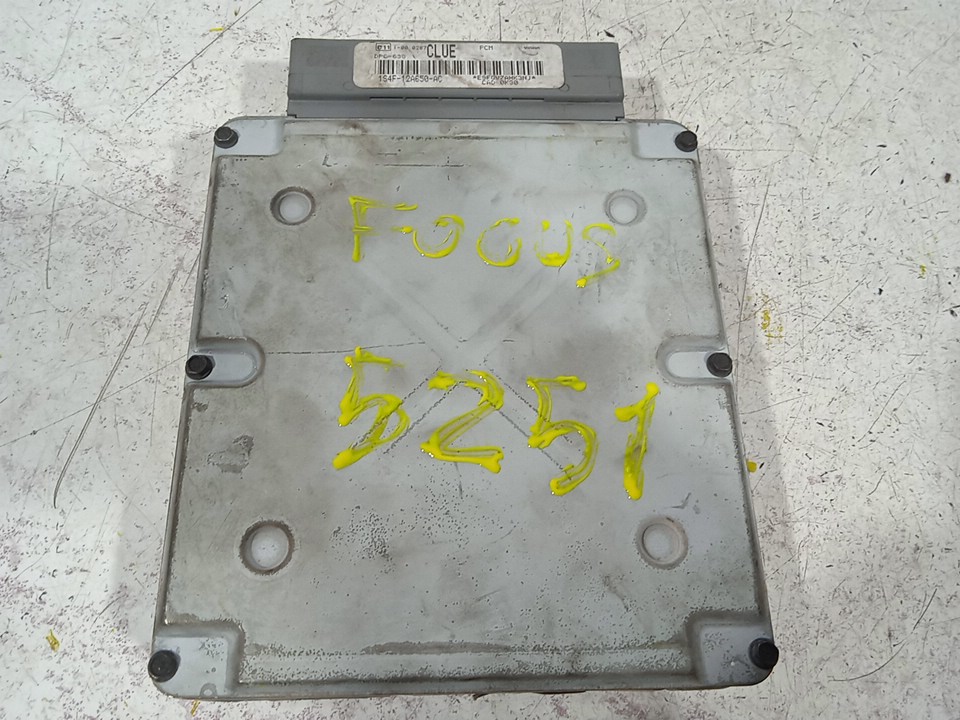 CLUE
PCM
1S4F-12A650-AC
FOCUS
5251